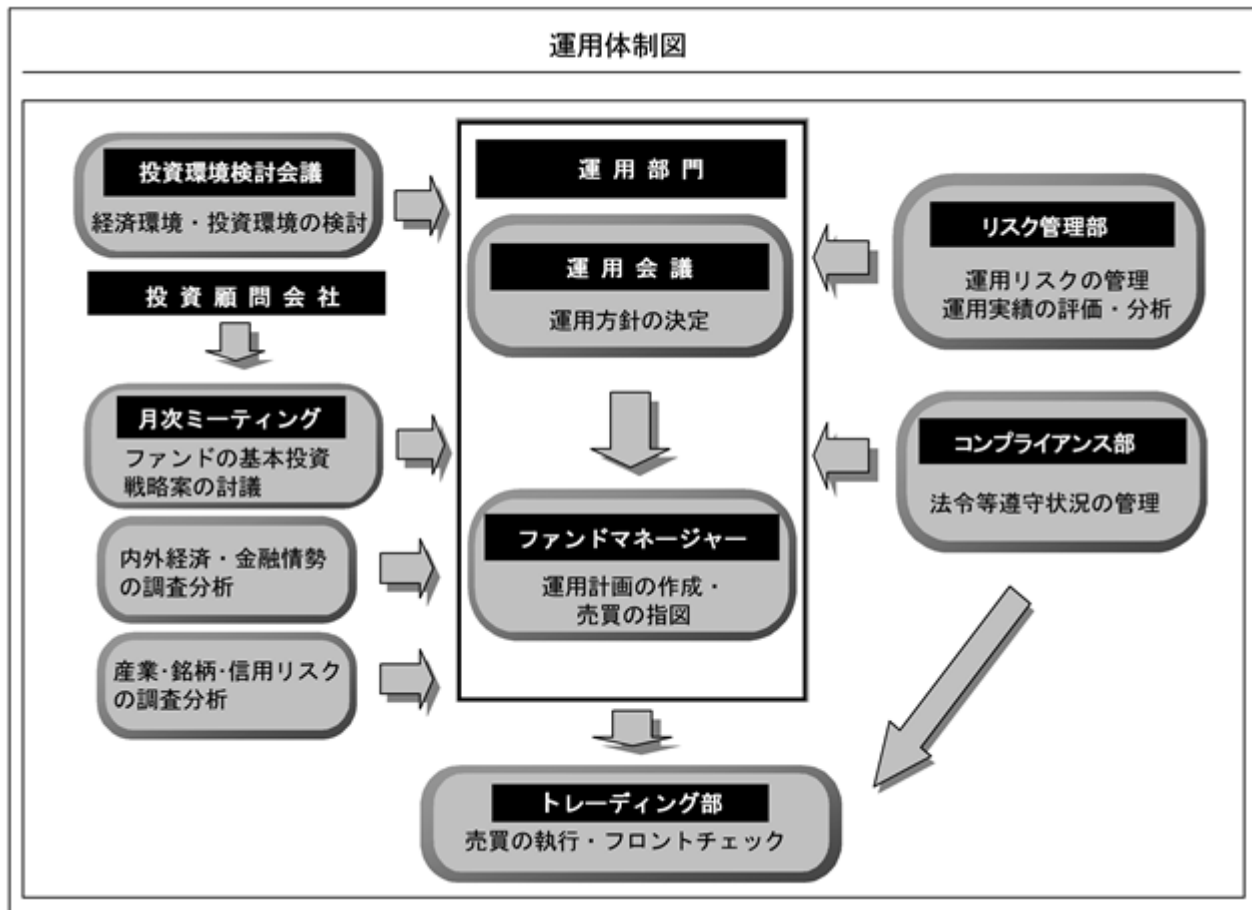 運用体制図
投資環境検討会議
経済環境・投資環境の検討
投資顧問会社
月次ミーティング
ファンドの基本投資
戦略案の討議
内外経済・金融情勢
の調査分析
産業・銘柄・信用リスク
の調査分析
運用部門
運用会議
運用方針の決定
ファンドマネージャー
運用計画の作成・
売買の指図
リスク管理部
運用リスクの管理
運用実績の評価・分析
コンプライアンス部
法令等遵守状況の管理
トレーディング部
売買の執行・フロントチェック